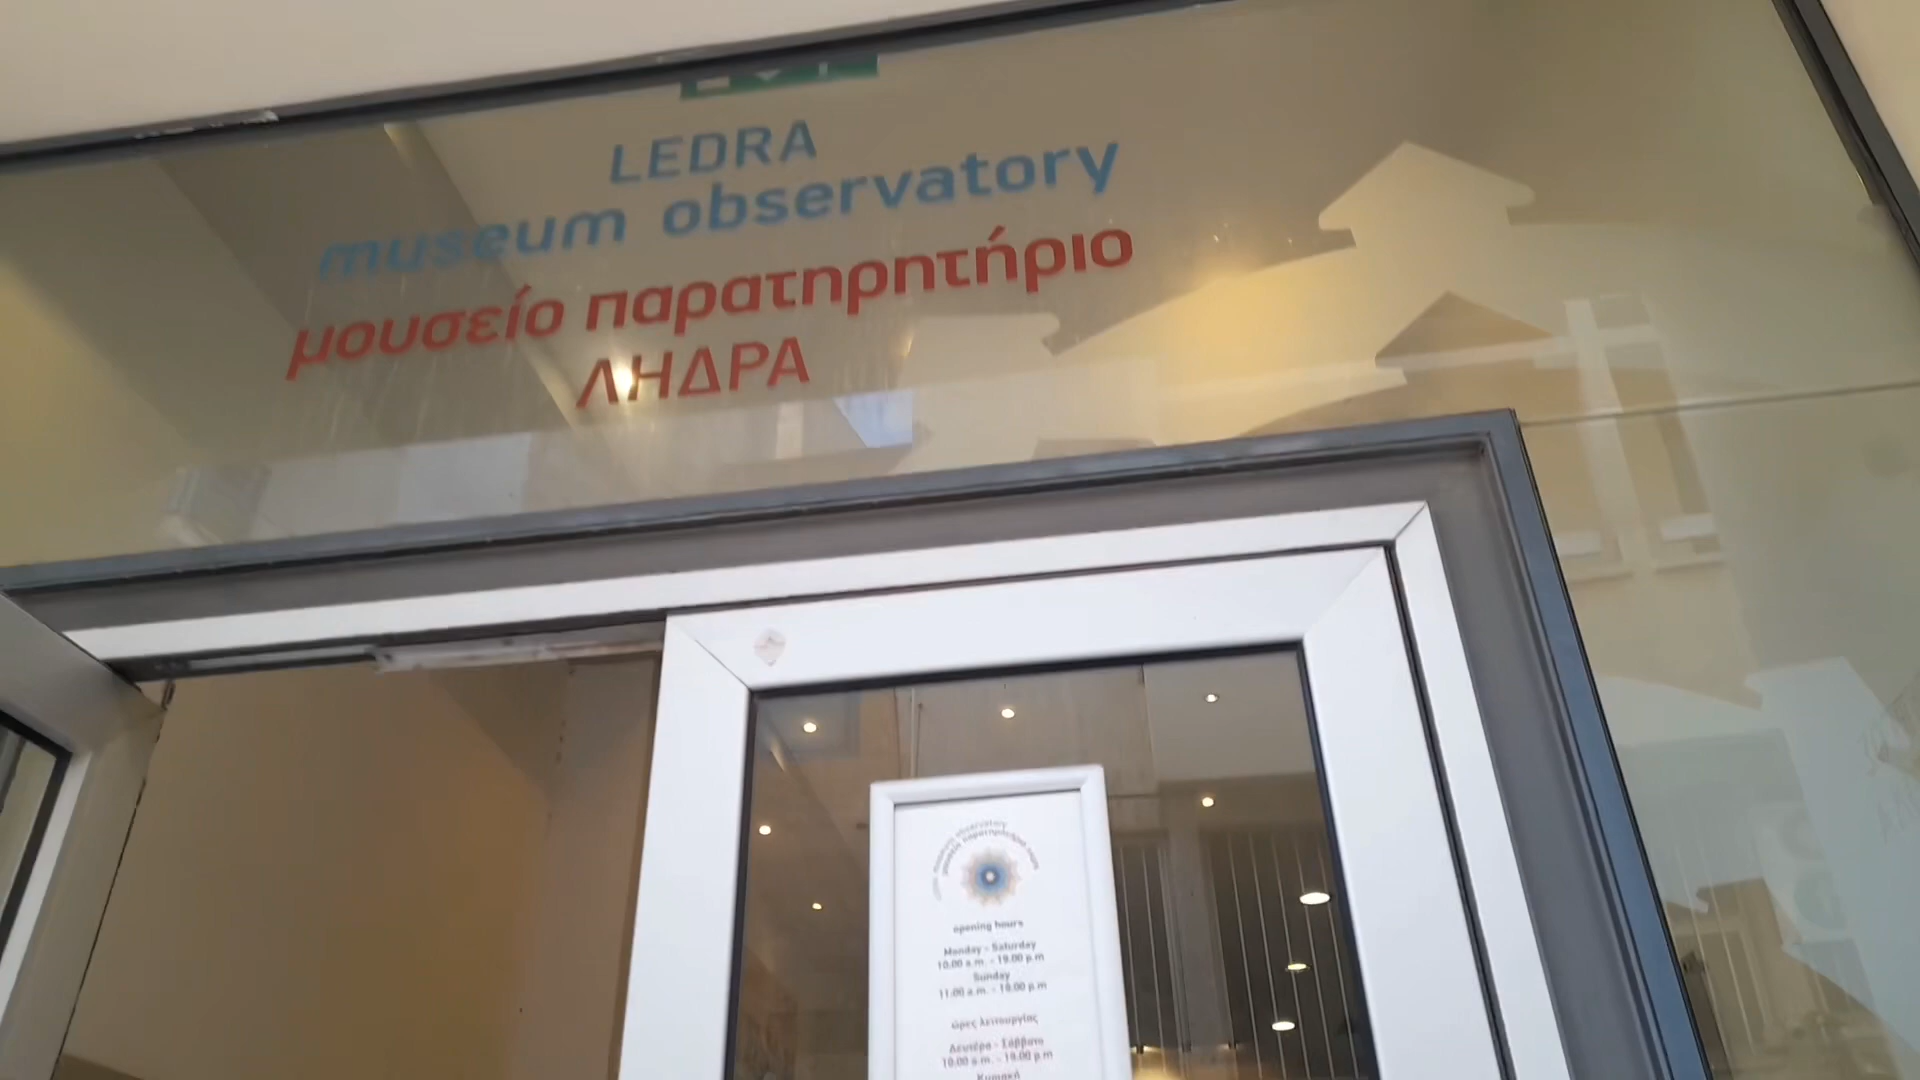 LEDRA
museum observatory
μουσείο παρατηρητήριο
ΛΗΔΡΑ
opening hours
Monday - Saturday
10.00 a.m. - 19.00 p.m
Sunday
11.00 a.m. - 19.00 p.m
ώρες λειτουργίας
Δευτέρα - Σάββατο
10.00 a.m. - 19.00 p.m
Κυριακή